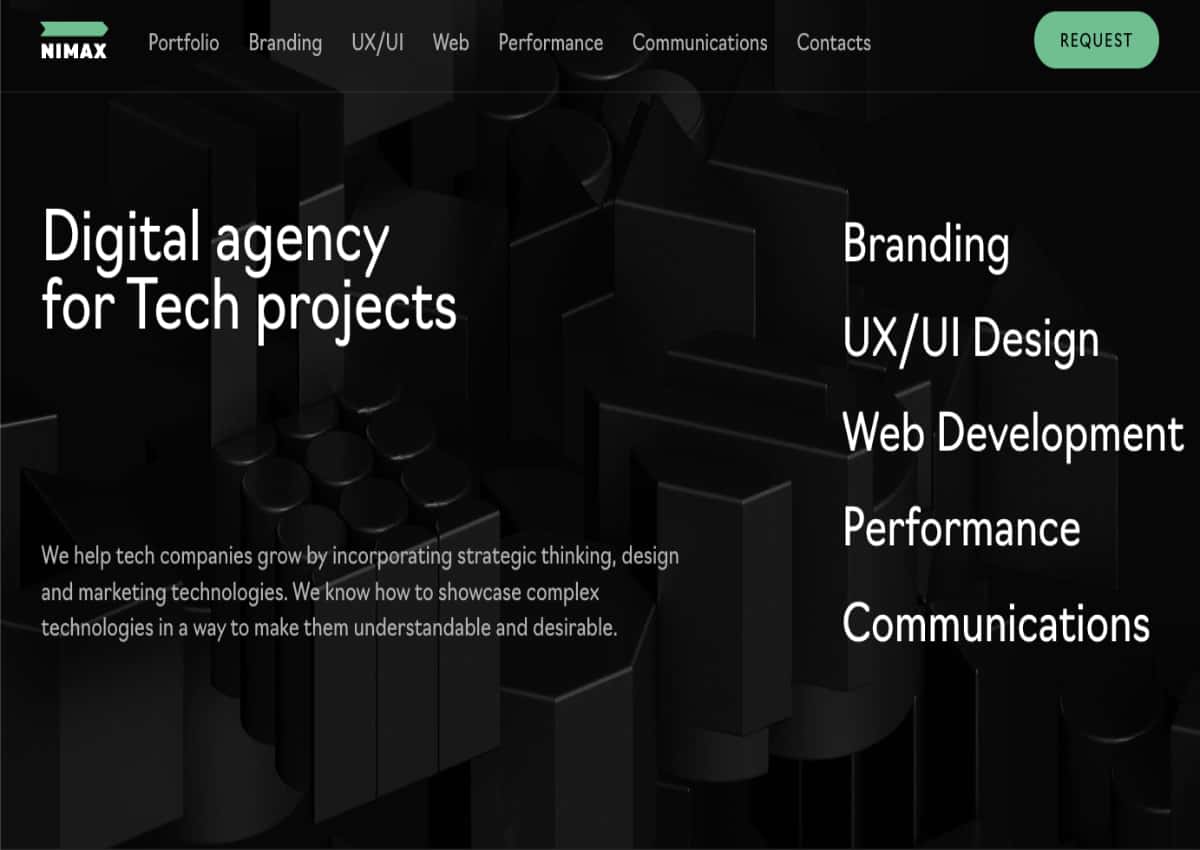 NIMAX
Portfolio Branding UX/UI Web Performance Communications Contacts
REQUEST
Digital agency
for Tech projects
We help tech companies grow by incorporating strategic thinking, design
and marketing technologies. We know how to showcase complex
technologies in a way to make them understandable and desirable.
Branding
UX/UI Design
Web Development
Performance
Communications